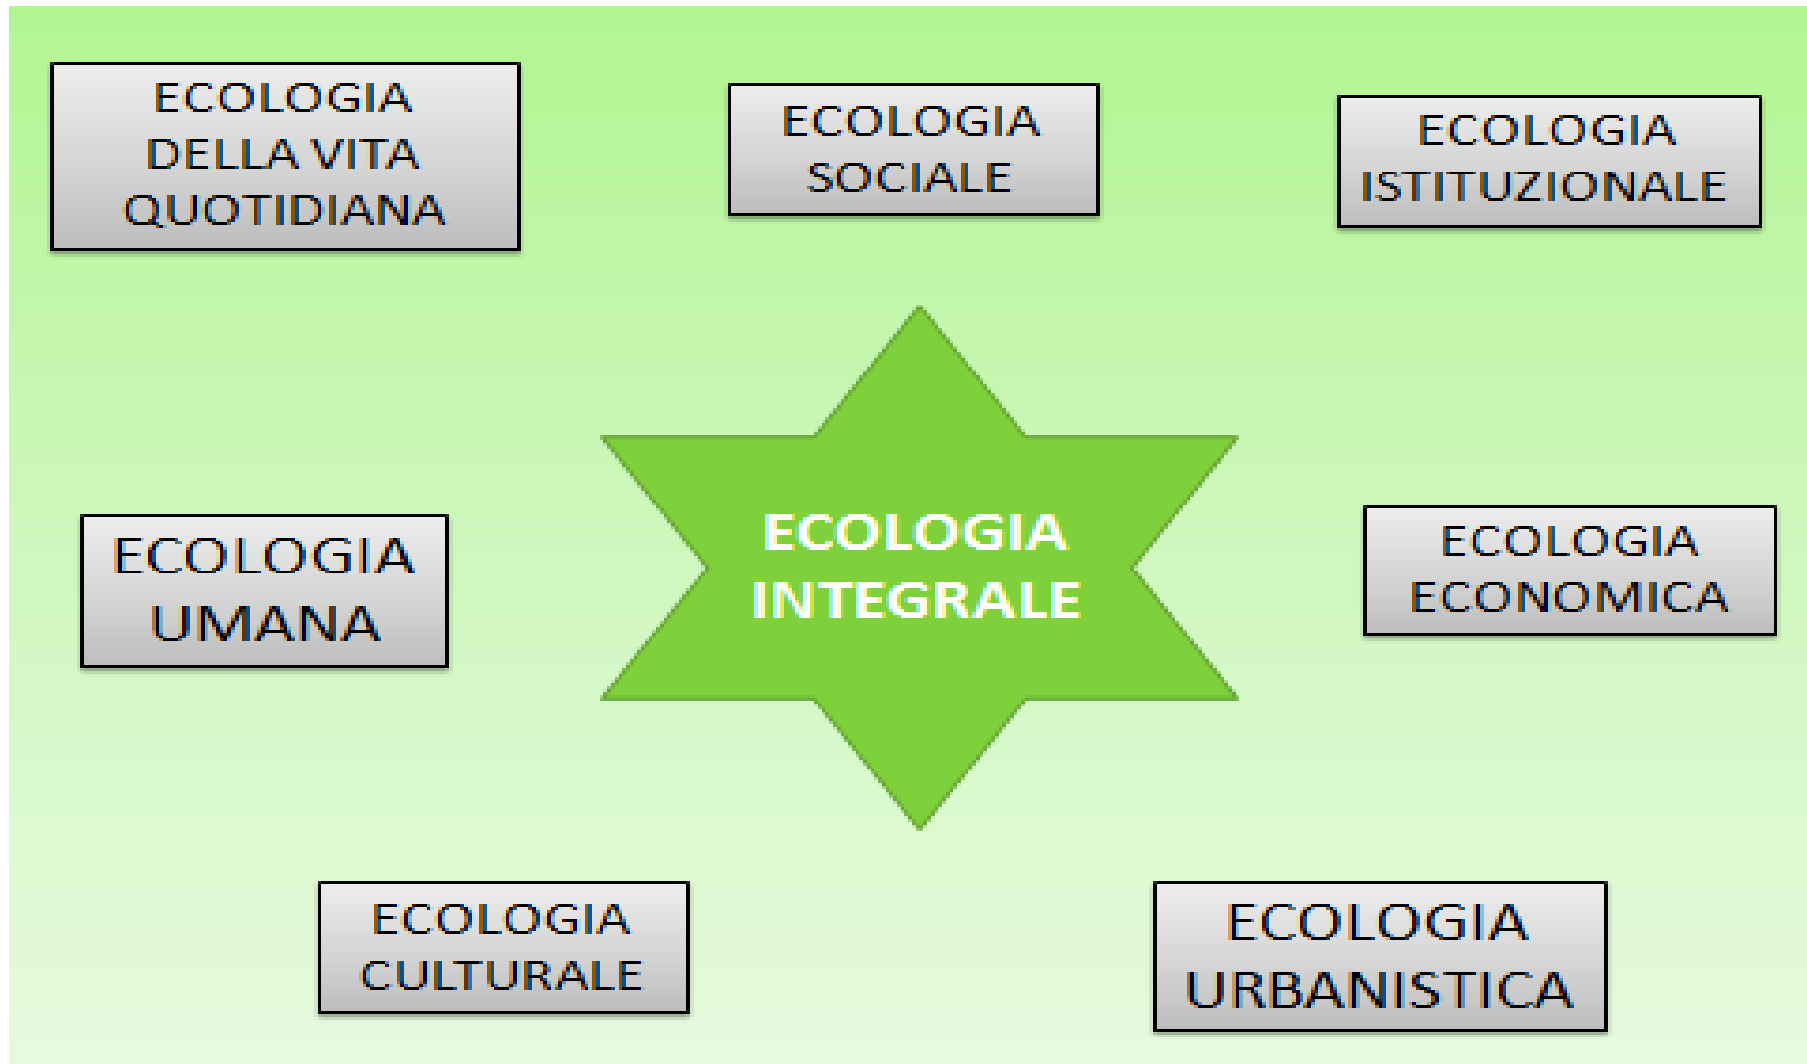 ECOLOGIA
DELLA VITA
QUOTIDIANA
ECOLOGIA
SOCIALE
ECOLOGIA
ISTITUZIONALE
ECOLOGIA
UMANA
ECOLOGIA
INTEGRALE
ECOLOGIA
ECONOMICA
ECOLOGIA
CULTURALE
ECOLOGIA
URBANISTICA